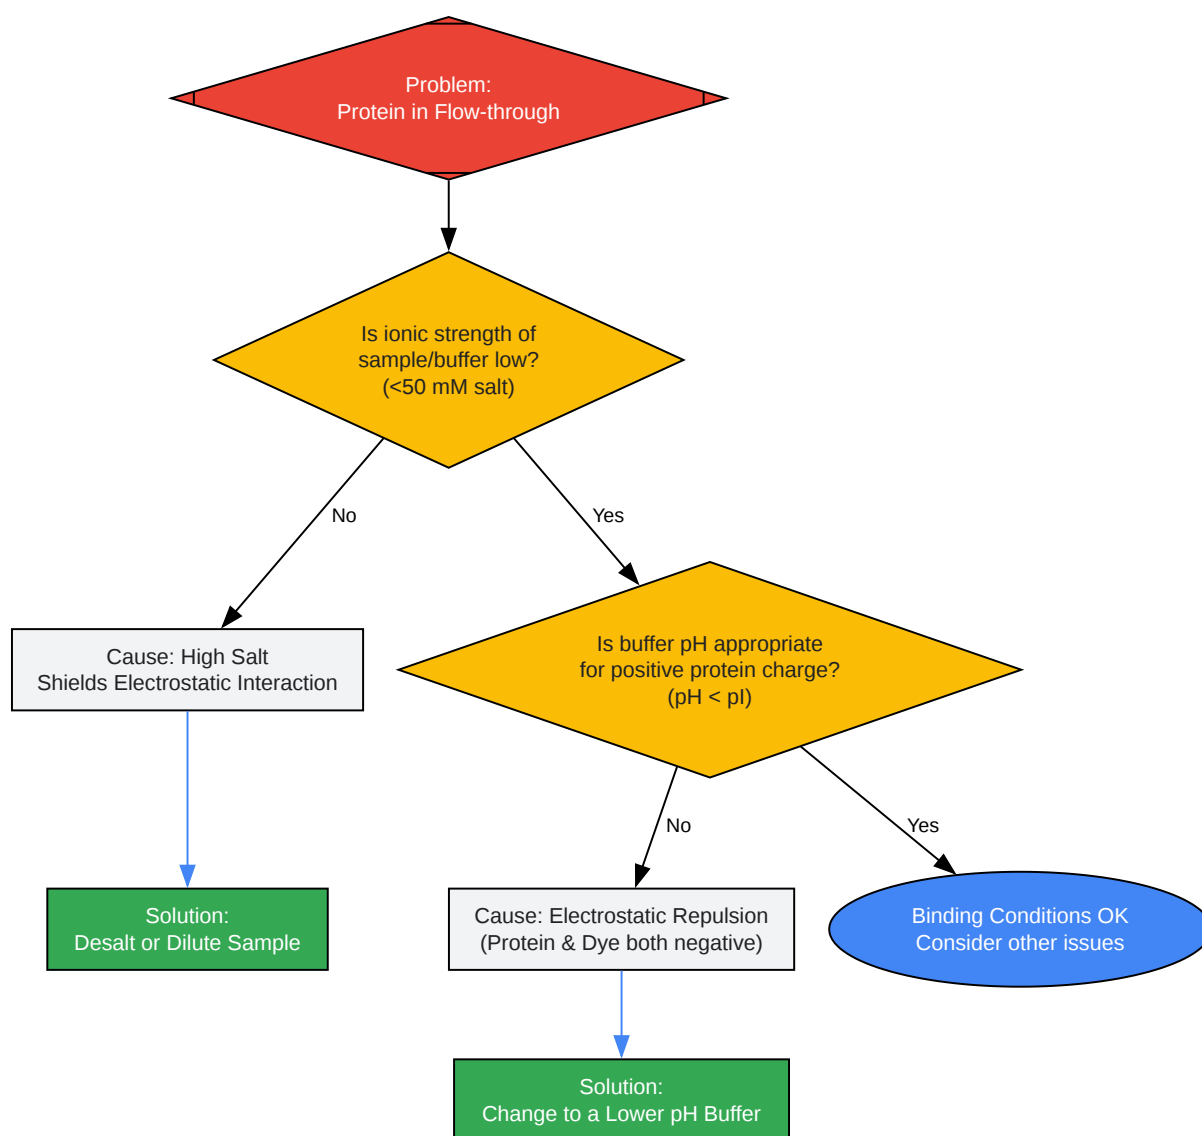 Problem:
Protein in Flow-through
Is ionic strength of
sample/buffer low?
(<50 mM salt)
No
Yes
Cause: High Salt
Shields Electrostatic Interaction
Is buffer pH appropriate
for positive protein charge?
(pH < pI)
No
Yes
Solution:
Desalt or Dilute Sample
Cause: Electrostatic Repulsion
(Protein & Dye both negative)
Binding Conditions OK
Consider other issues
Solution:
Change to a Lower pH Buffer